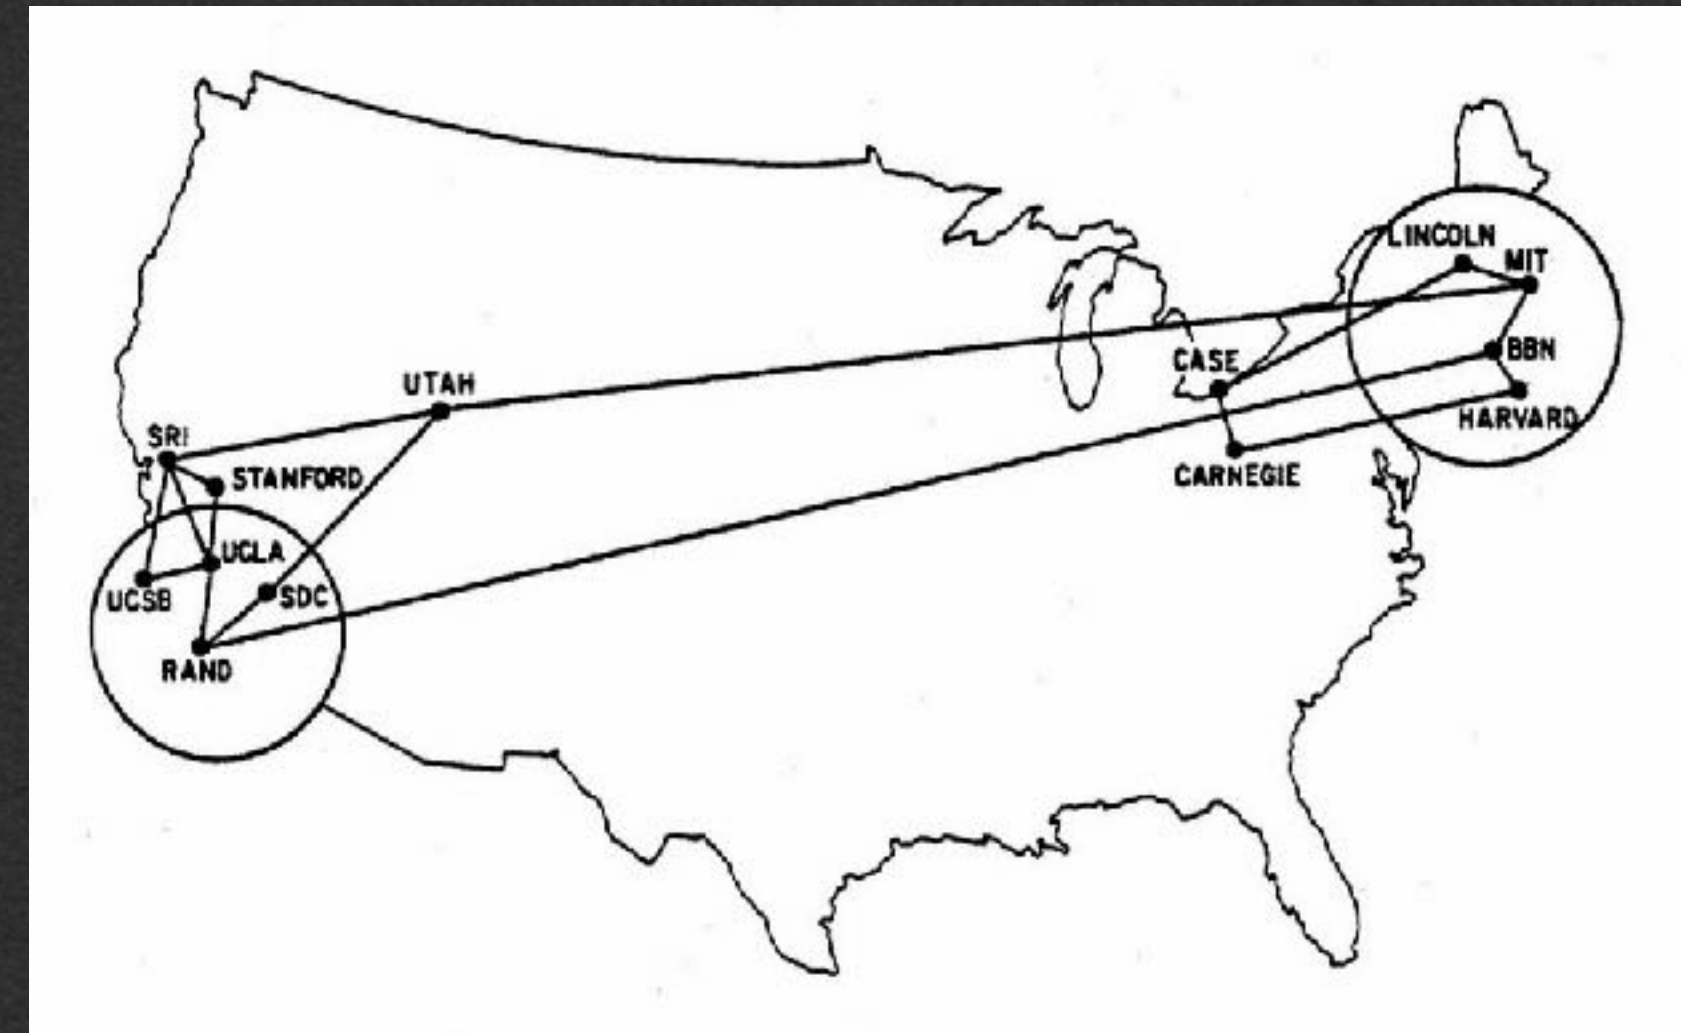 LINCOLN
MIT
BBN
CASE
HARVARD
CARNEGIE
UTAH
SRI
STANFORD
UCLA
UCSB
SDC
RAND